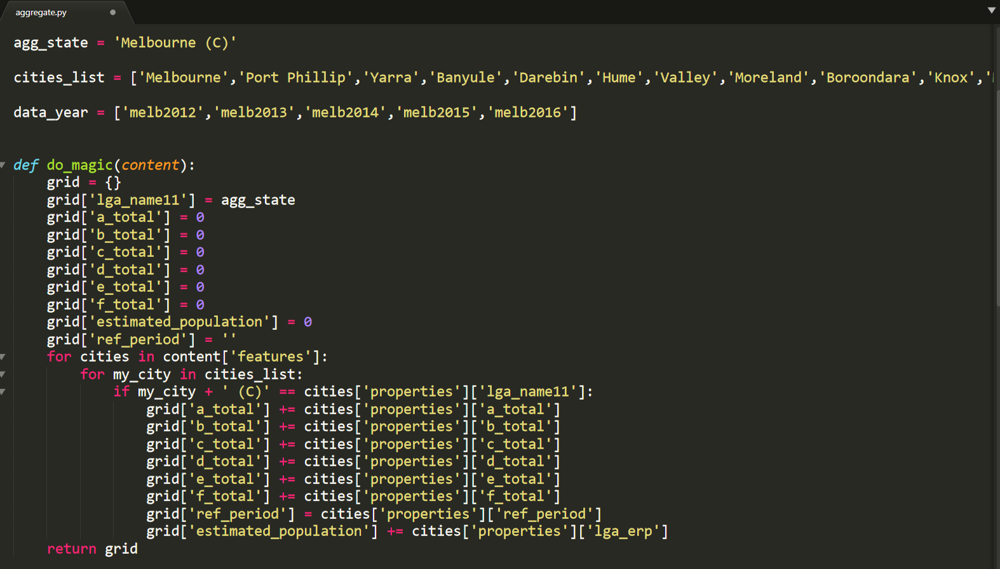 aggregate.py
agg_state = 'Melbourne (C)'
cities_list = ['Melbourne','Port Phillip','Yarra','Banyule','Darebin','Hume','Valley','Moreland','Boroondara','Knox','
data_year = ['melb2012','melb2013','melb2014','melb2015','melb2016']
def do_magic(content):
grid = {}
grid['lga_name11'] = agg_state
grid['a_total'] = 0
grid['b_total'] = 0
grid['c_total'] = 0
grid['d_total'] = 0
grid['e_total'] = 0
grid['f_total'] = 0
grid['estimated_population'] = 0
grid['ref_period'] = ''
for cities in content['features']:
for my_city in cities_list:
if my_city + ' (C)' == cities['properties']['lga_name11']:
grid['a_total'] += cities['properties']['a_total']
grid['b_total'] += cities['properties']['b_total']
grid['c_total'] += cities['properties']['c_total']
grid['d_total'] += cities['properties']['d_total']
grid['e_total'] += cities['properties']['e_total']
grid['f_total'] += cities['properties']['f_total']
grid['ref_period'] = cities['properties']['ref_period']
grid['estimated_population'] += cities['properties']['lga_erp']
return grid